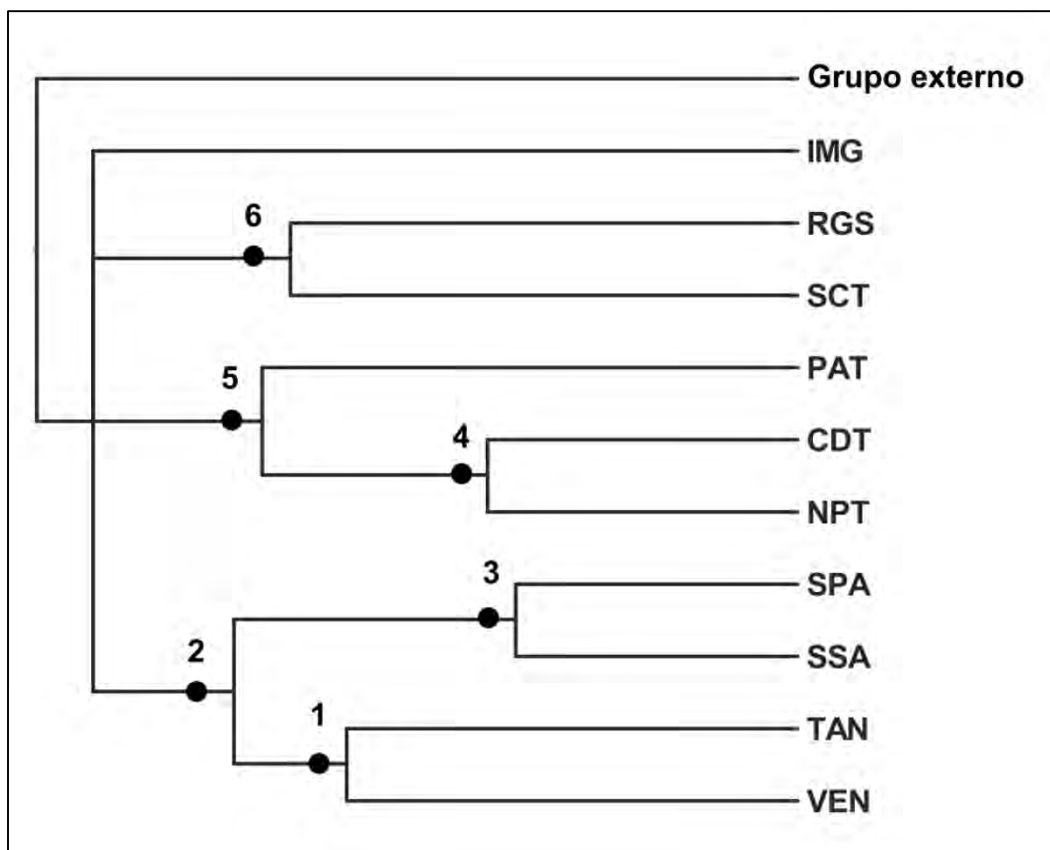 Grupo externo
IMG
6
RGS
SCT
5
PAT
4
CDT
NPT
3
SPA
2
SSA
1
TAN
VEN